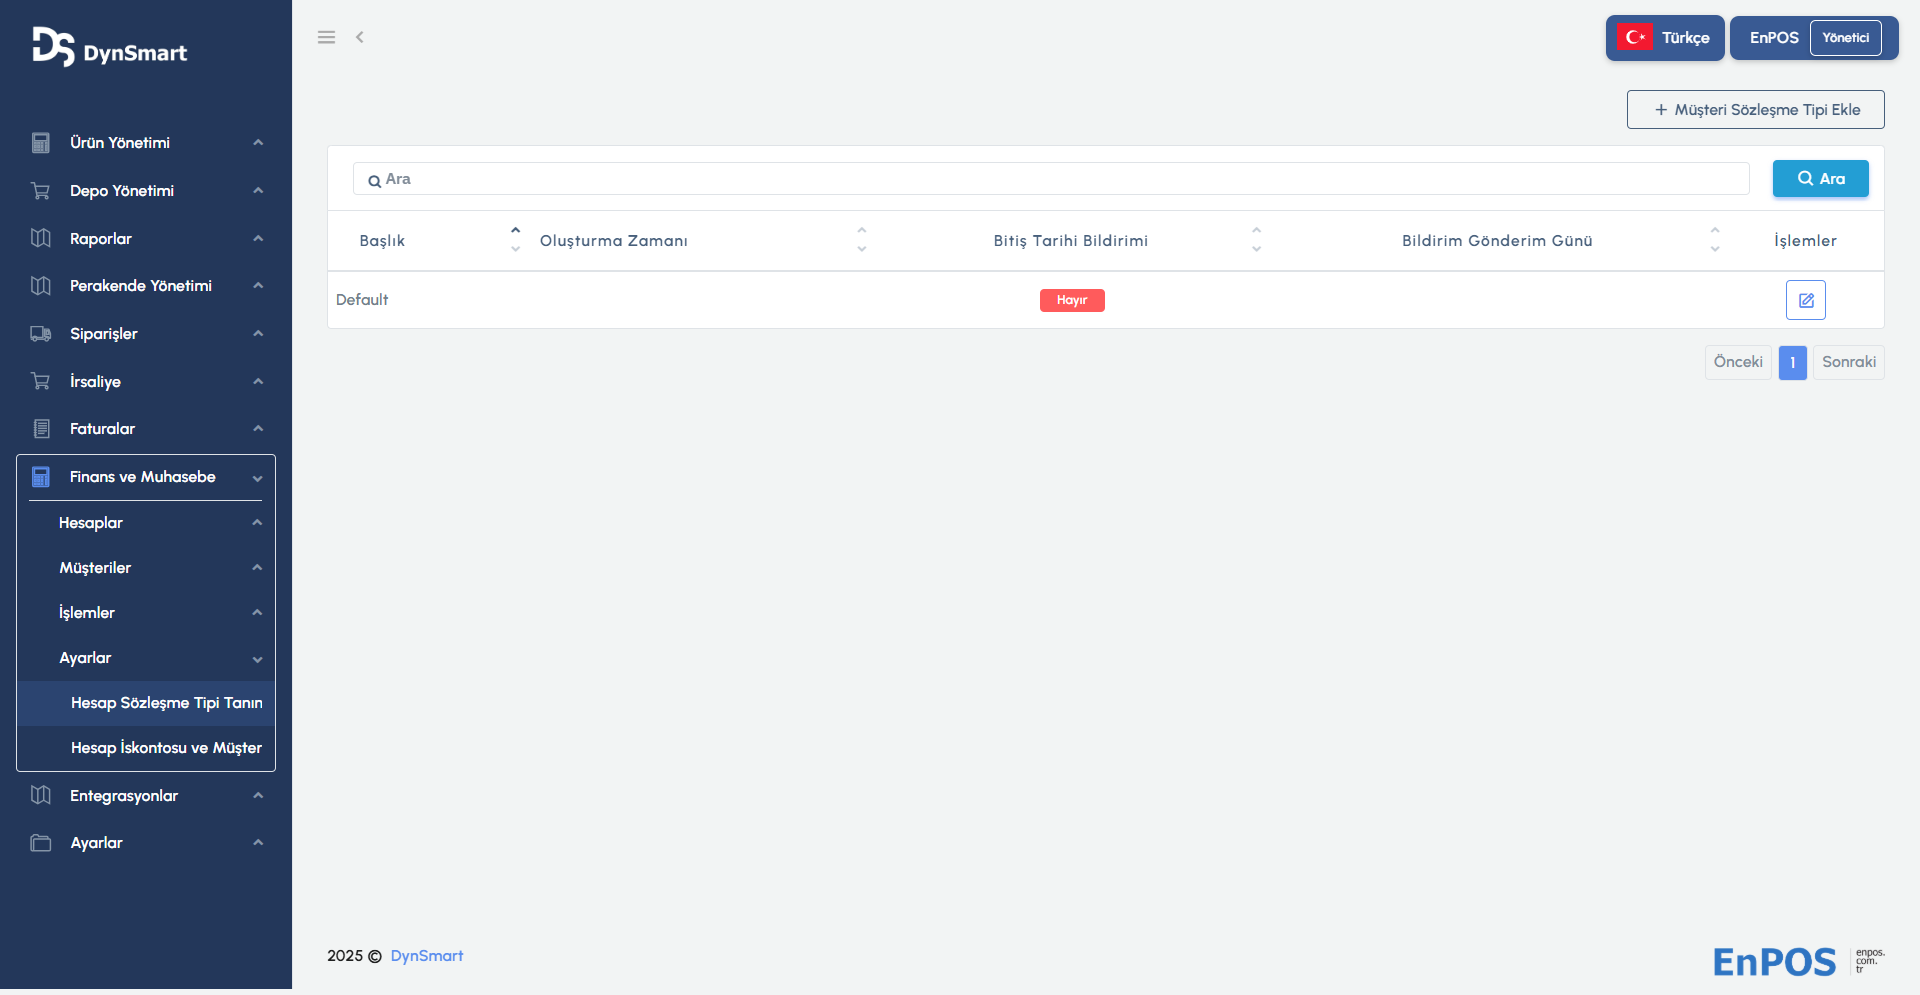 DynSmart
Türkçe
EnPOS Yönetici
Ürün Yönetimi
Depo Yönetimi
Raporlar
Perakende Yönetimi
Siparişler
İrsaliye
Faturalar
Finans ve Muhasebe
Hesaplar
Müşteriler
İşlemler
Ayarlar
Hesap Sözleşme Tipi Tanın
Hesap İskontosu ve Müşter
Entegrasyonlar
Ayarlar
+ Müşteri Sözleşme Tipi Ekle
Ara
Ara
Başlık Oluşturma Zamanı Bitiş Tarihi Bildirimi Bildirim Gönderim Günü İşlemler
Default Hayır
Önceki 1 Sonraki
2025 © DynSmart
EnPOS
enpos.
com.
tr